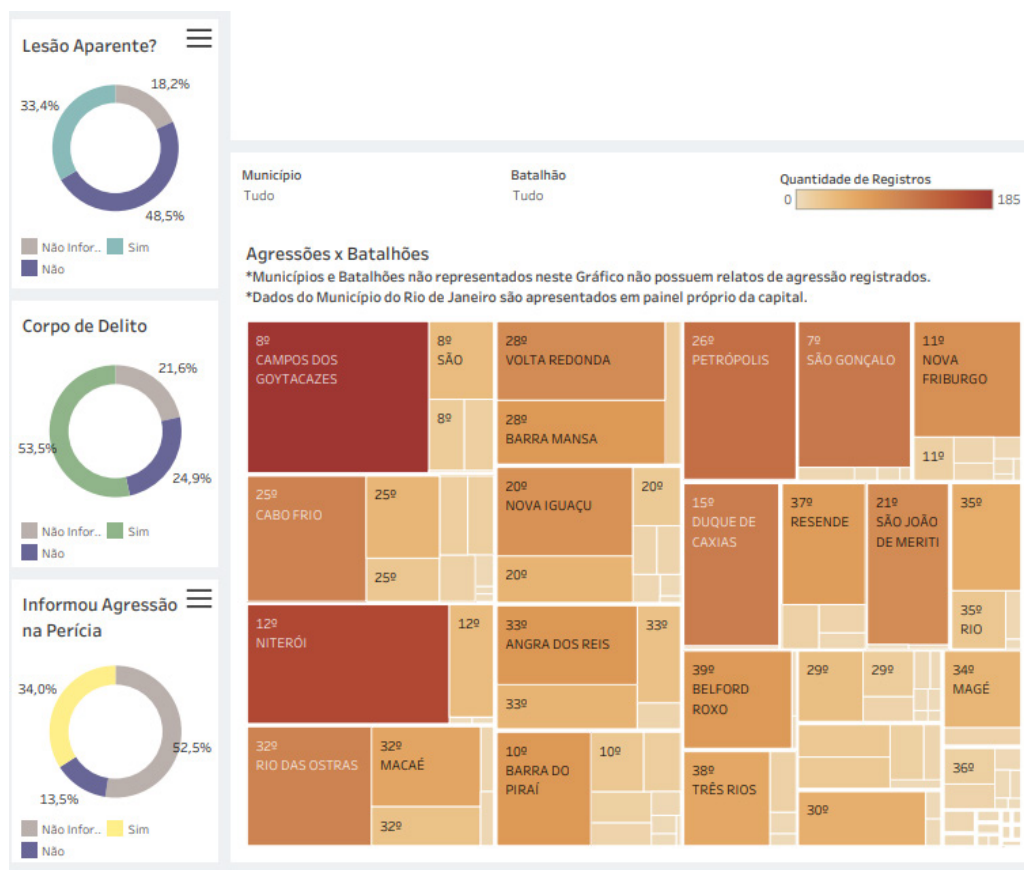 Lesão Aparente?
18,2%
33,4%
48,5%
Não Infor..
Sim
Não
Corpo de Delito
21,6%
53,5%
24,9%
Não Infor..
Sim
Não
Informou Agressão
na Perícia
34,0%
52,5%
13,5%
Não Infor..
Sim
Não
Município
Tudo
Batalhão
Tudo
Quantidade de Registros
0
185
Agressões x Batalhões
*Municípios e Batalhões não representados neste Gráfico não possuem relatos de agressão registrados.
*Dados do Município do Rio de Janeiro são apresentados em painel próprio da capital.
8º
CAMPOS DOS
GOYTACAZES
8º
SÃO
8º
25º
CABO FRIO
25º
25º
12º
NITERÓI
12º
32º
RIO DAS OSTRAS
32º
MACAÉ
32º
28º
VOLTA REDONDA
28º
BARRA MANSA
20º
NOVA IGUAÇU
20º
20º
33º
ANGRA DOS REIS
33º
33º
10º
BARRA DO
PIRAÍ
10º
26º
PETRÓPOLIS
7º
SÃO GONÇALO
11º
NOVA
FRIBURGO
11º
15º
DUQUE DE
CAXIAS
37º
RESENDE
21º
SÃO JOÃO
DE MERITI
35º
35º
RIO
39º
BELFORD
ROXO
29º
29º
34º
MAGÉ
38º
TRÊS RIOS
30º
36º